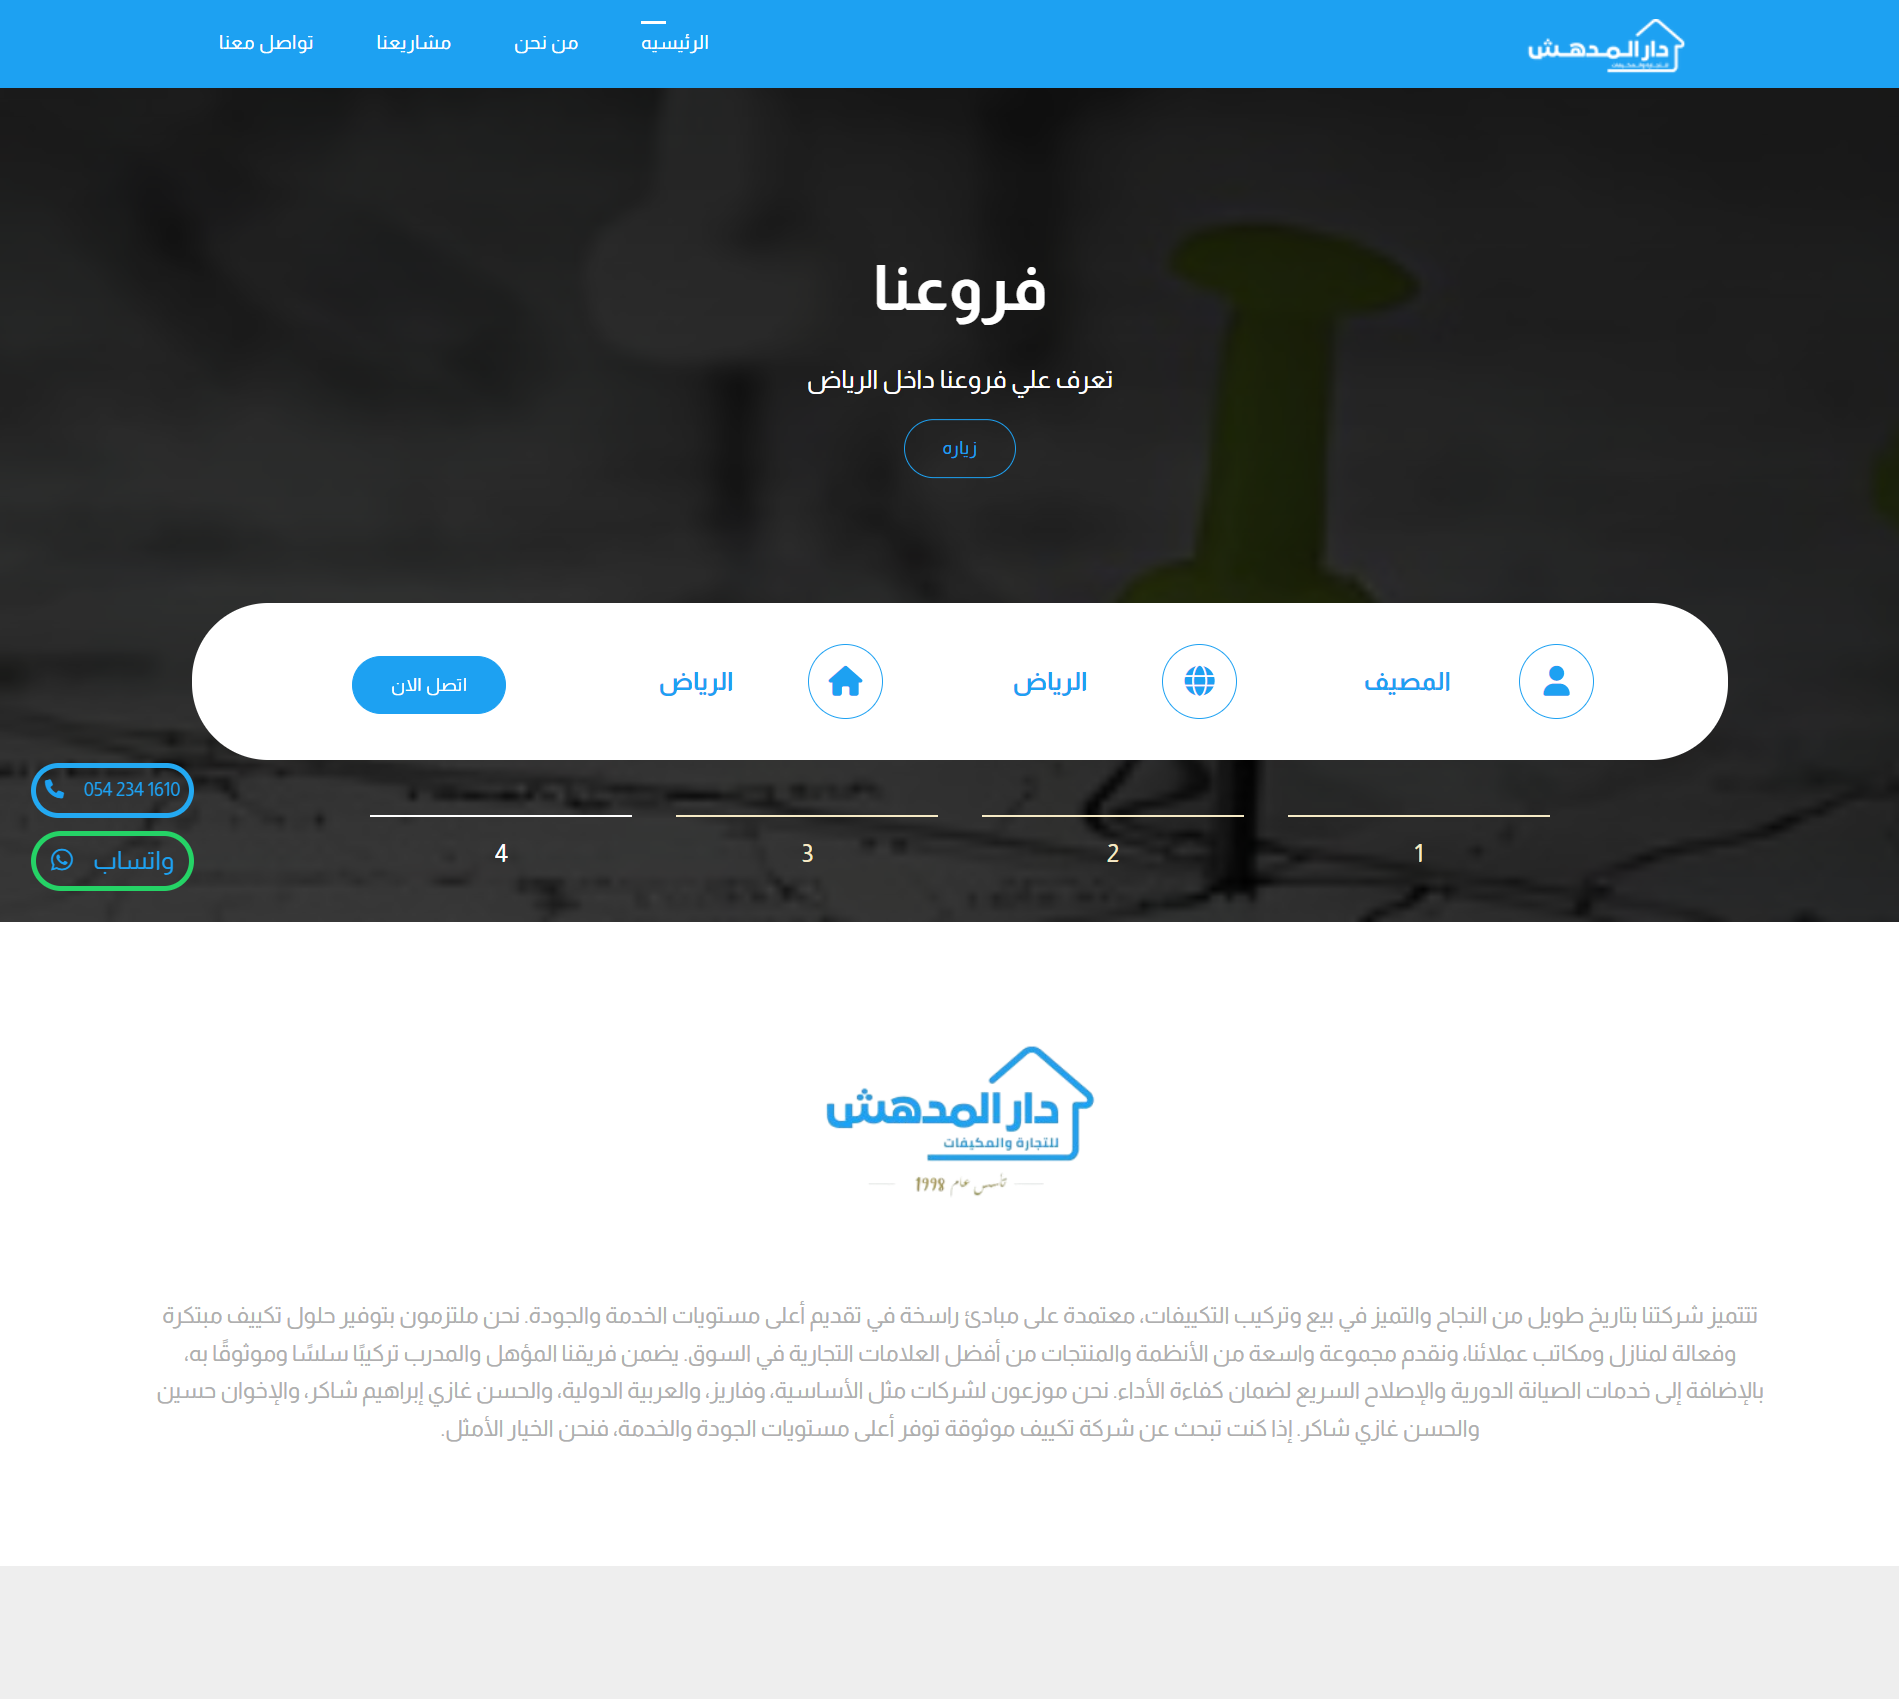 دار المدهش
الرئيسيه
من نحن
مشاريعنا
تواصل معنا
فروعنا
تعرف علي فروعنا داخل الرياض
زياره
المصيف
الرياض
الرياض
اتصل الان
054 234 1610
واتساب
1
2
3
4
دار المدهش
للتجارة والمكيفات
تأسس عام 1998
تتتميز شركتنا بتاريخ طويل من النجاح والتميز في بيع وتركيب التكييفات، معتمدة على مبادئ راسخة في تقديم أعلى مستويات الخدمة والجودة. نحن ملتزمون بتوفير حلول تكييف مبتكرة
وفعالة لمنازل ومكاتب عملائنا، ونقدم مجموعة واسعة من الأنظمة والمنتجات من أفضل العلامات التجارية في السوق. يضمن فريقنا المؤهل والمدرب تركيبًا سلسًا وموثوقًا به،
بالإضافة إلى خدمات الصيانة الدورية والإصلاح السريع لضمان كفاءة الأداء. نحن موزعون لشركات مثل الأساسية، وفاريز، والعربية الدولية، والحسن غازي إبراهيم شاكر، والإخوان حسين
والحسن غازي شاكر. إذا كنت تبحث عن شركة تكييف موثوقة توفر أعلى مستويات الجودة والخدمة، فنحن الخيار الأمثل.